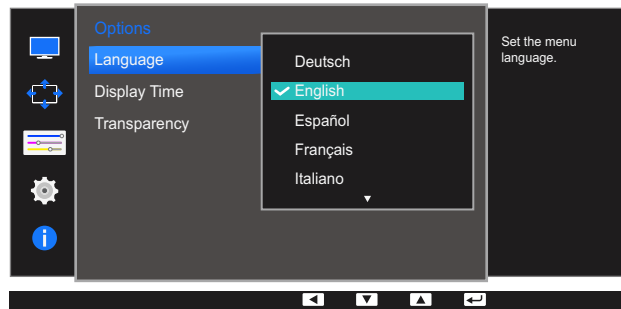 Options
Language
Display Time
Transparency
Deutsch
English
Español
Français
Italiano
Set the menu
language.